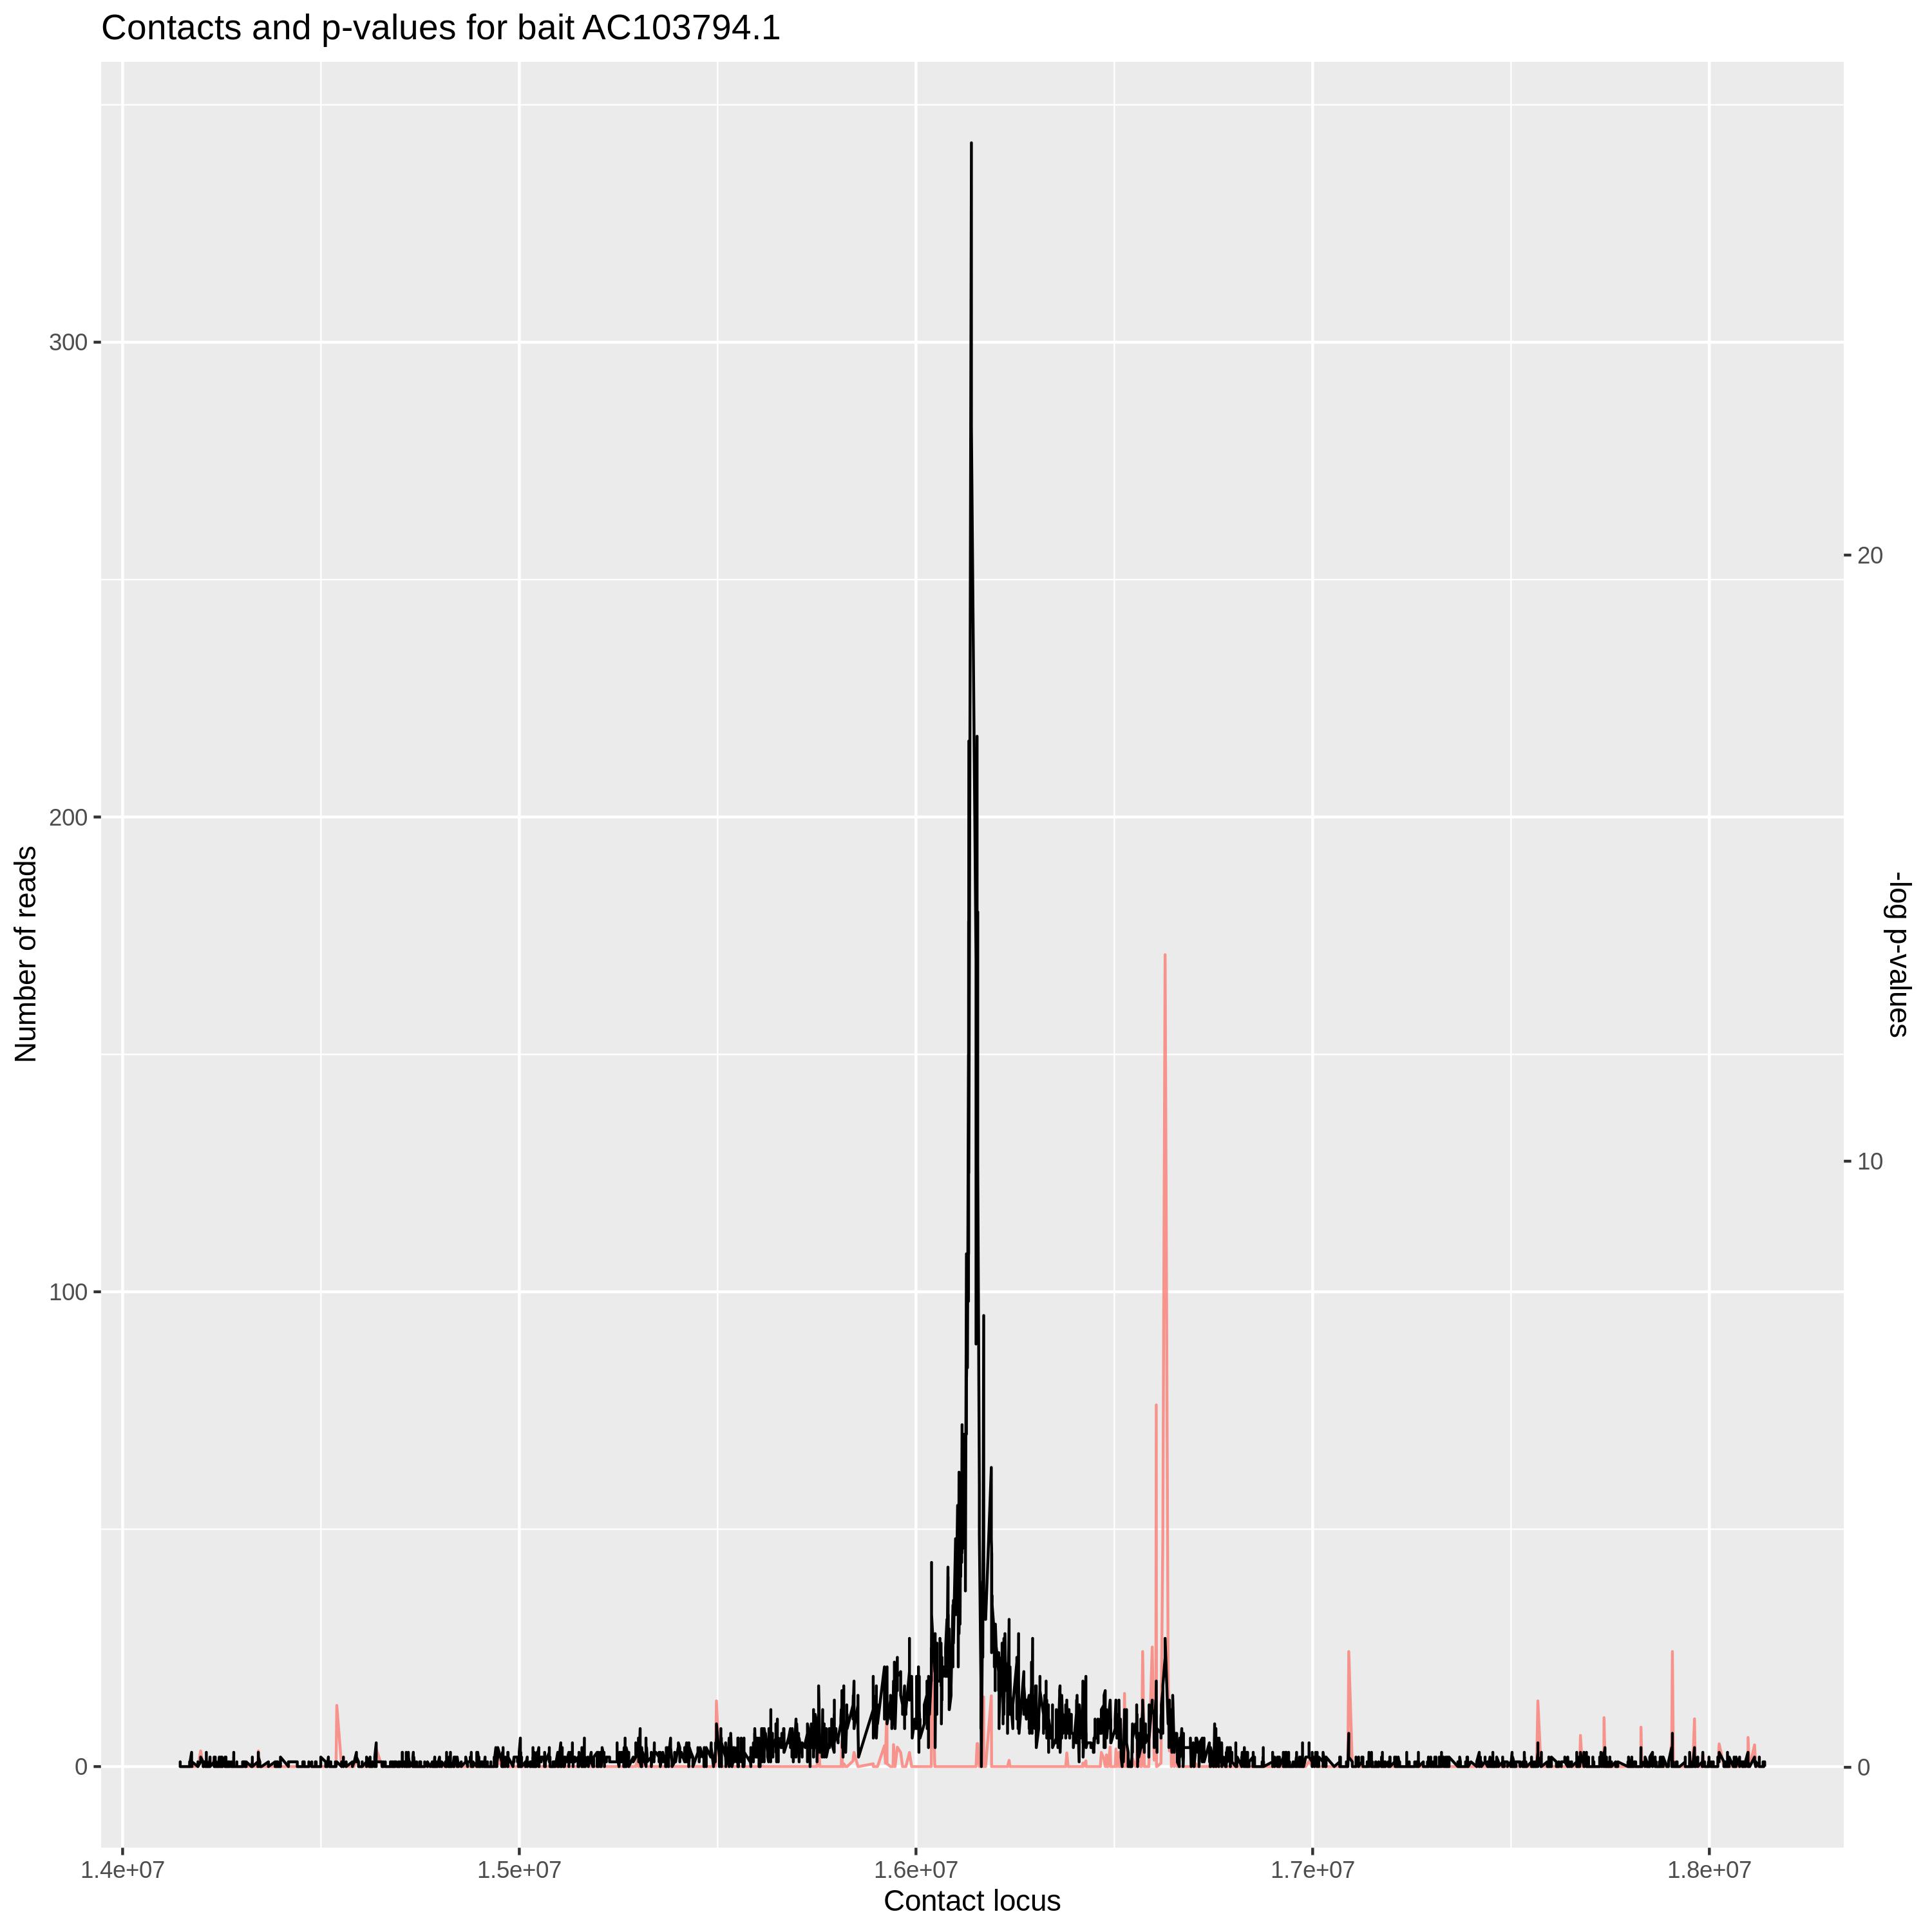 Contacts and p-values for bait AC103794.1
300
200
100
0
Number of reads
20
10
0
-log p-values
1.4e+07 1.5e+07 1.6e+07 1.7e+07 1.8e+07
Contact locus